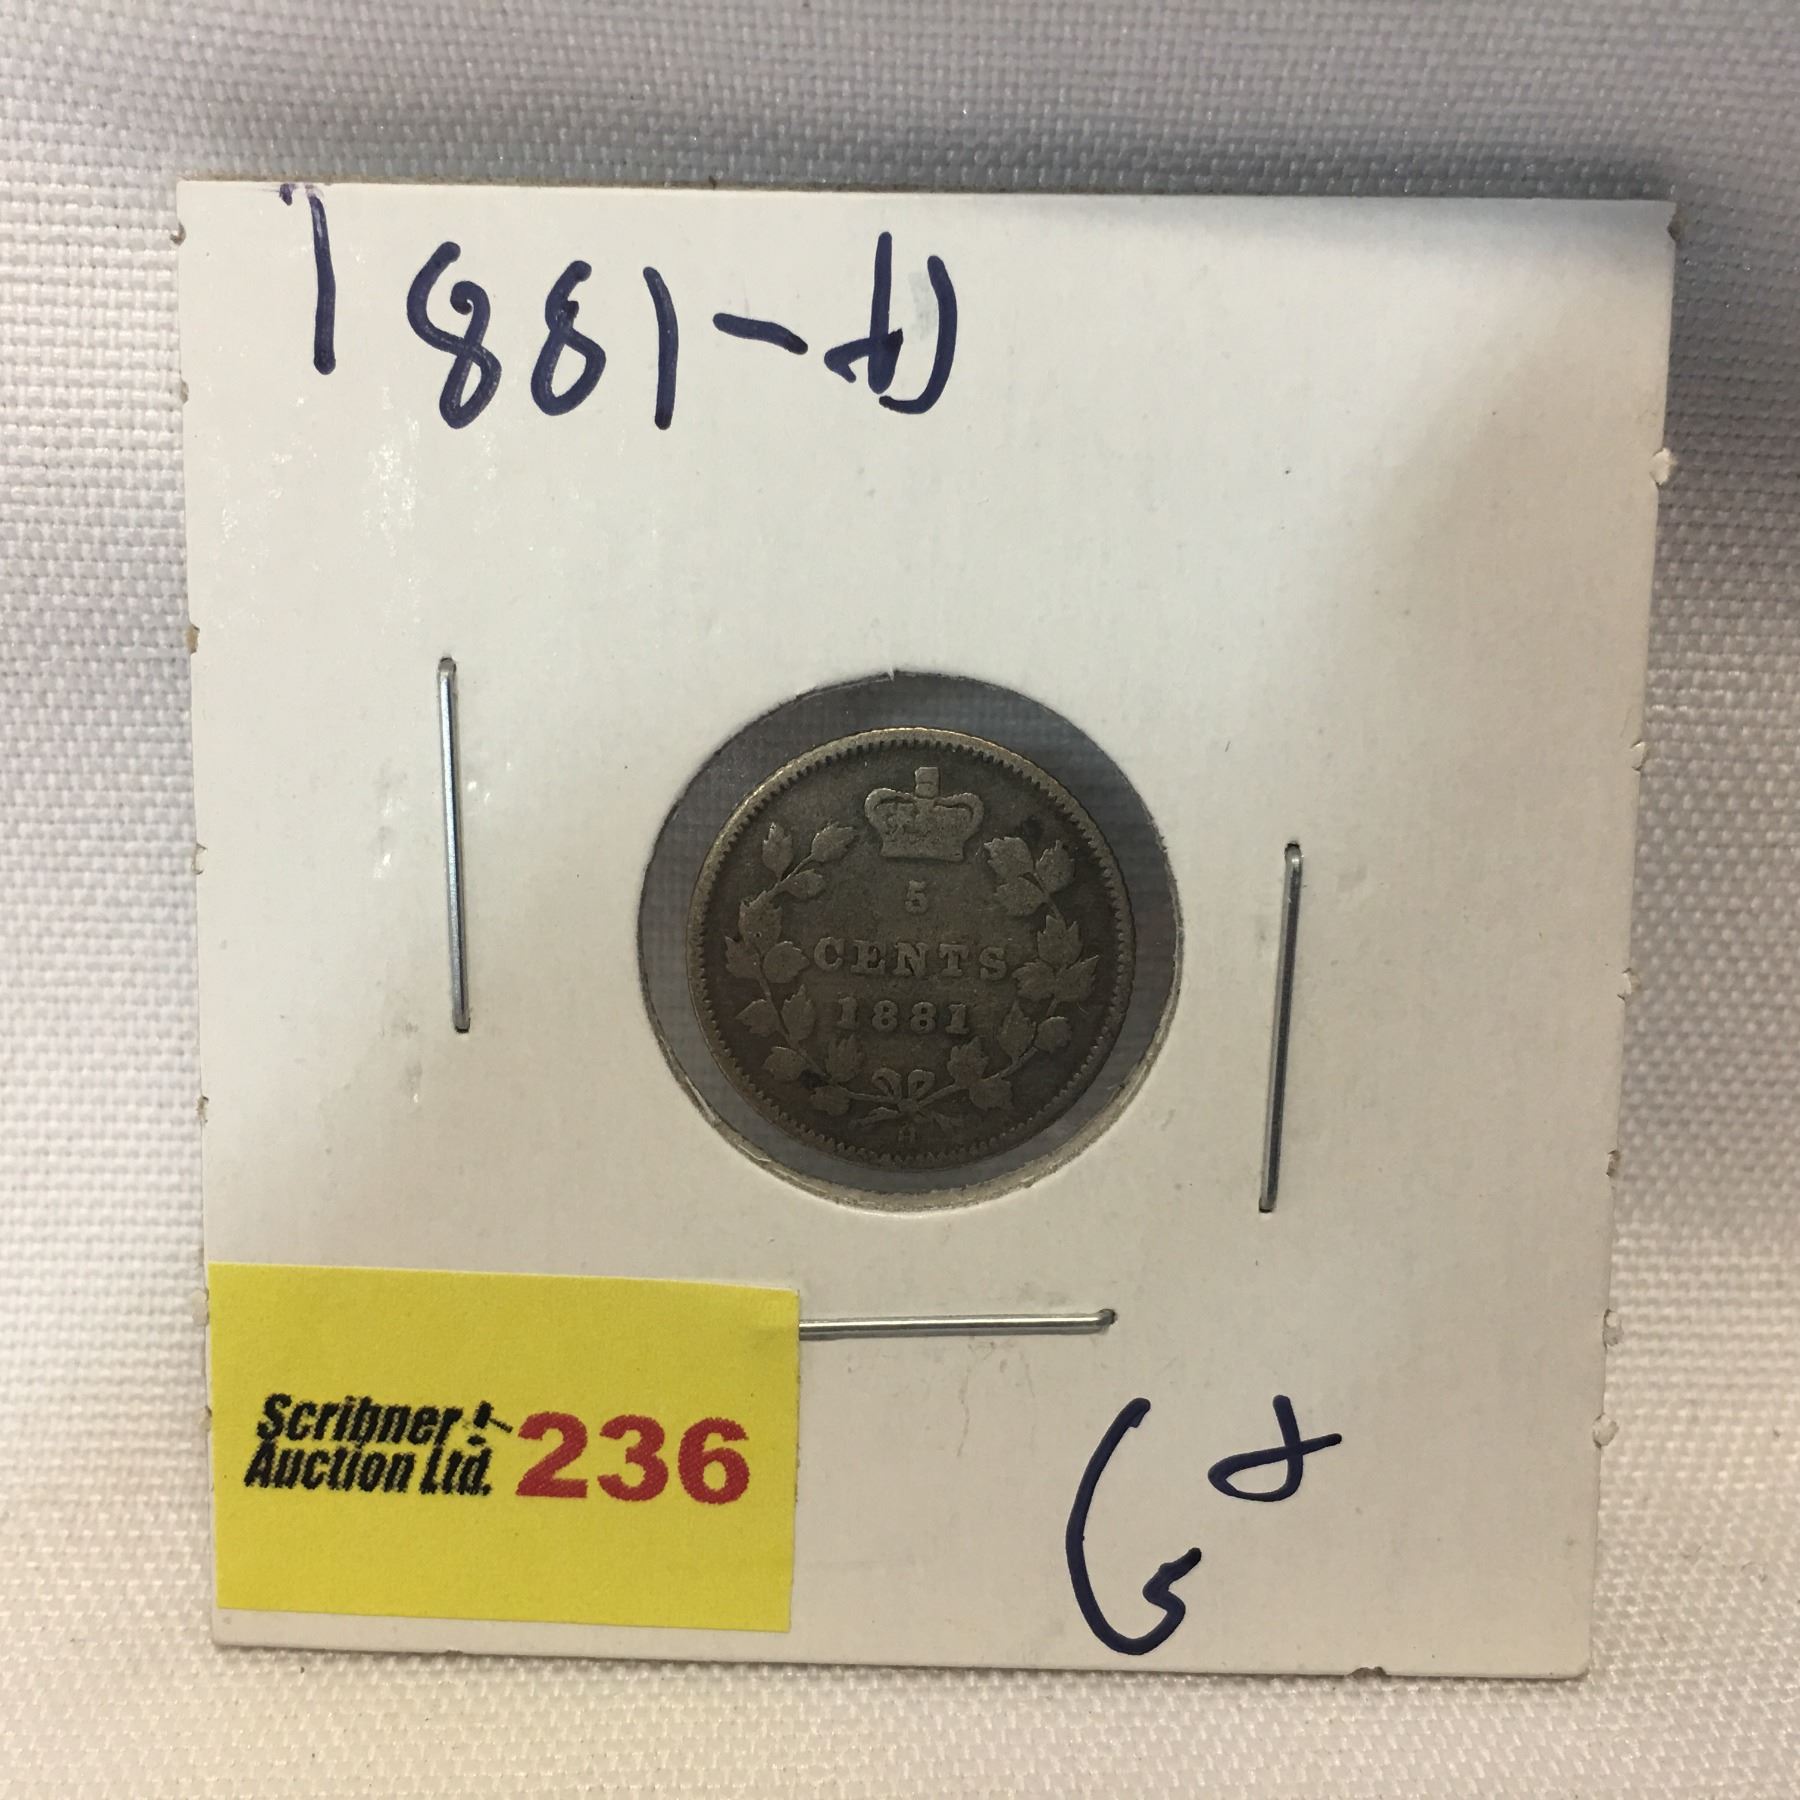 1881-H
5
CENTS
1881
H
Scribner
Auction Ltd.
236
G